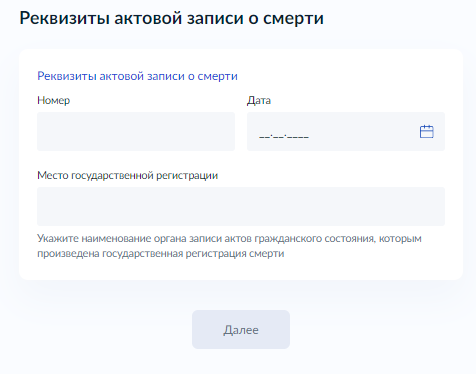 Реквизиты актовой записи о смерти
Реквизиты актовой записи о смерти
Номер
Дата
__.__.____
Место государственной регистрации
Укажите наименование органа записи актов гражданского состояния, которым
произведена государственная регистрация смерти
Далее